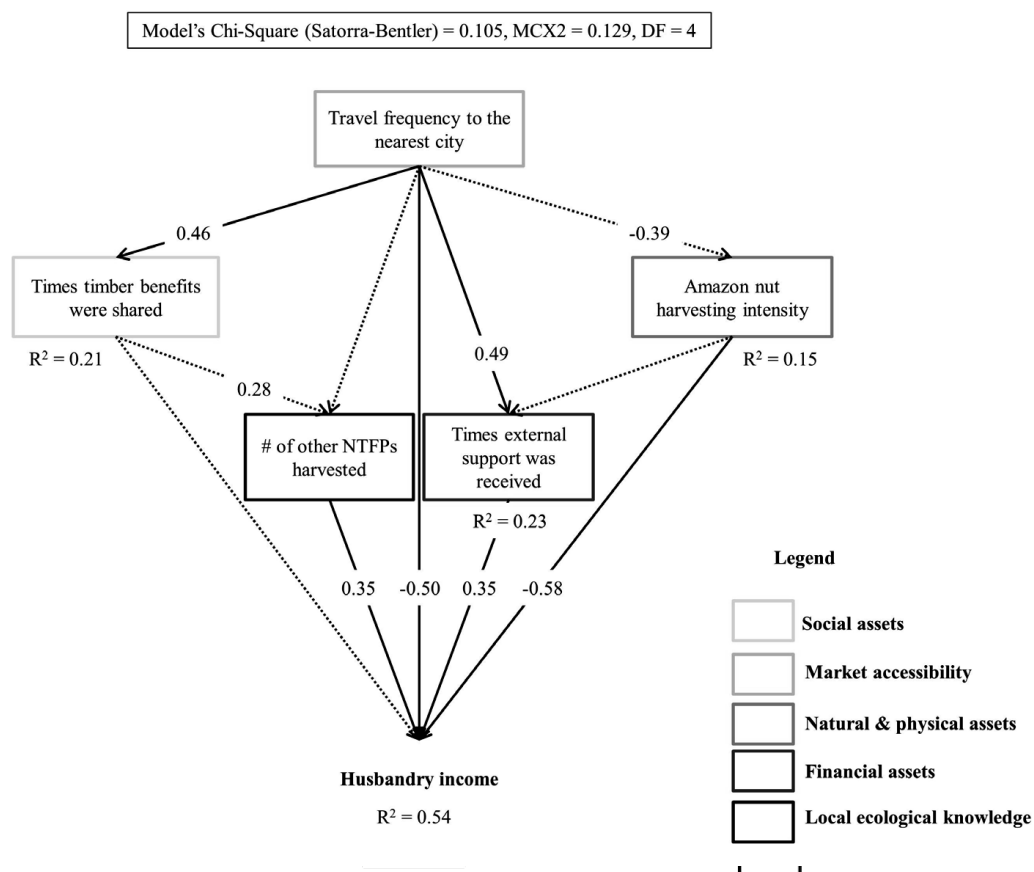 Model's Chi-Square (Satorra-Bentler) = 0.105, MCX2 = 0.129, DF = 4
Travel frequency to the
nearest city
0.46
-0.39
Times timber benefits
were shared
Amazon nut
harvesting intensity
R² = 0.21
0.49
R² = 0.15
0.28
# of other NTFPs
harvested
Times external
support was
received
R² = 0.23
0.35
-0.50
0.35
-0.58
Husbandry income
R² = 0.54
Legend
Social assets
Market accessibility
Natural & physical assets
Financial assets
Local ecological knowledge